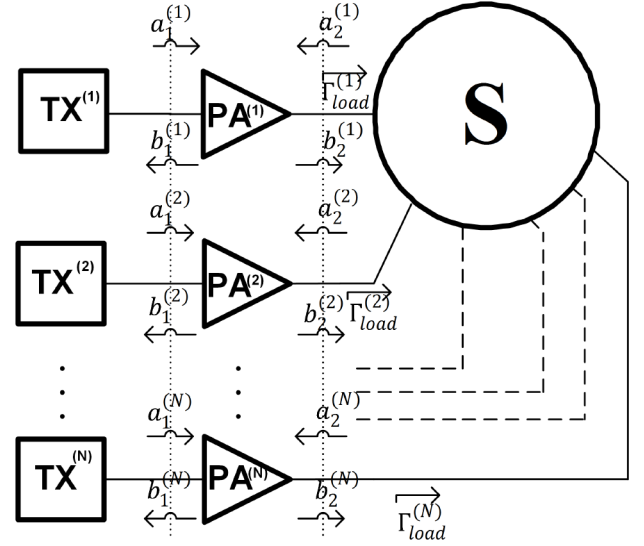 a₁⁽¹⁾ a₂⁽¹⁾
TX⁽¹⁾ PA⁽¹⁾ Γₗₒₐd⁽¹⁾ S
b₁⁽¹⁾ b₂⁽¹⁾
a₁⁽²⁾ a₂⁽²⁾
TX⁽²⁾ PA⁽²⁾
b₁⁽²⁾ b₂⁽²⁾ Γₗₒₐd⁽²⁾
a₁⁽ᴺ⁾ a₂⁽ᴺ⁾
TX⁽ᴺ⁾ PA⁽ᴺ⁾
b₁⁽ᴺ⁾ b₂⁽ᴺ⁾ Γₗₒₐd⁽ᴺ⁾